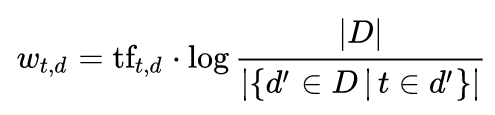 w_{t,d} = tf_{t,d} · log |D| / |{d′ ∈ D | t ∈ d′}|